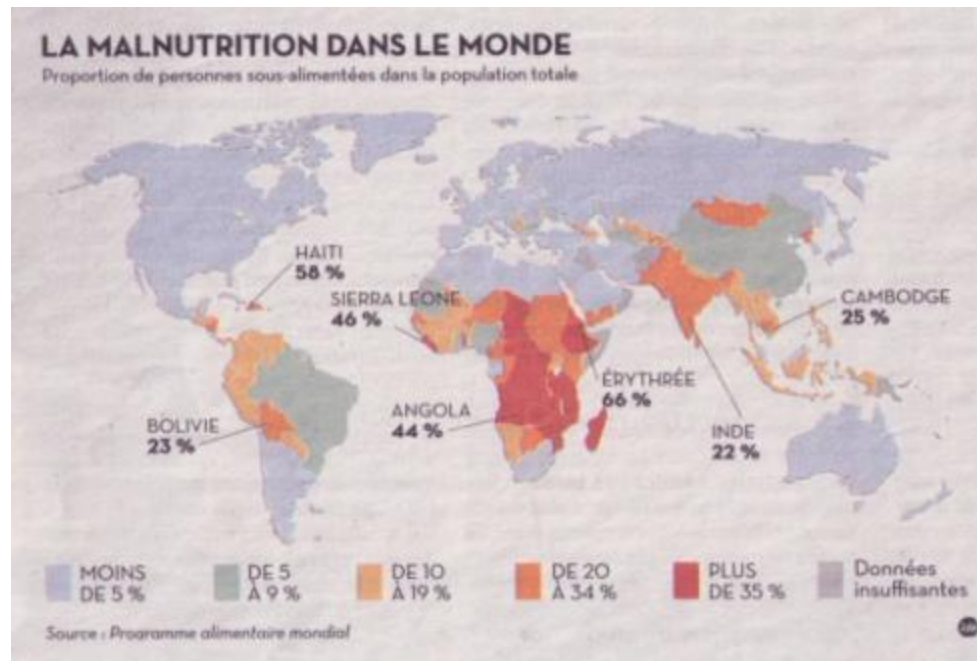 LA MALNUTRITION DANS LE MONDE
Proportion de personnes sous-alimentées dans la population totale
HAITI
58 %
SIERRA LEONE
46 %
CAMBODGE
25 %
ÉRYTHRÉE
66 %
ANGOLA
44 %
BOLIVIE
23 %
INDE
22 %
MOINS
DE 5 %
DE 5
À 9 %
DE 10
À 19 %
DE 20
À 34 %
PLUS
DE 35 %
Données
insuffisantes
Source : Programme alimentaire mondial